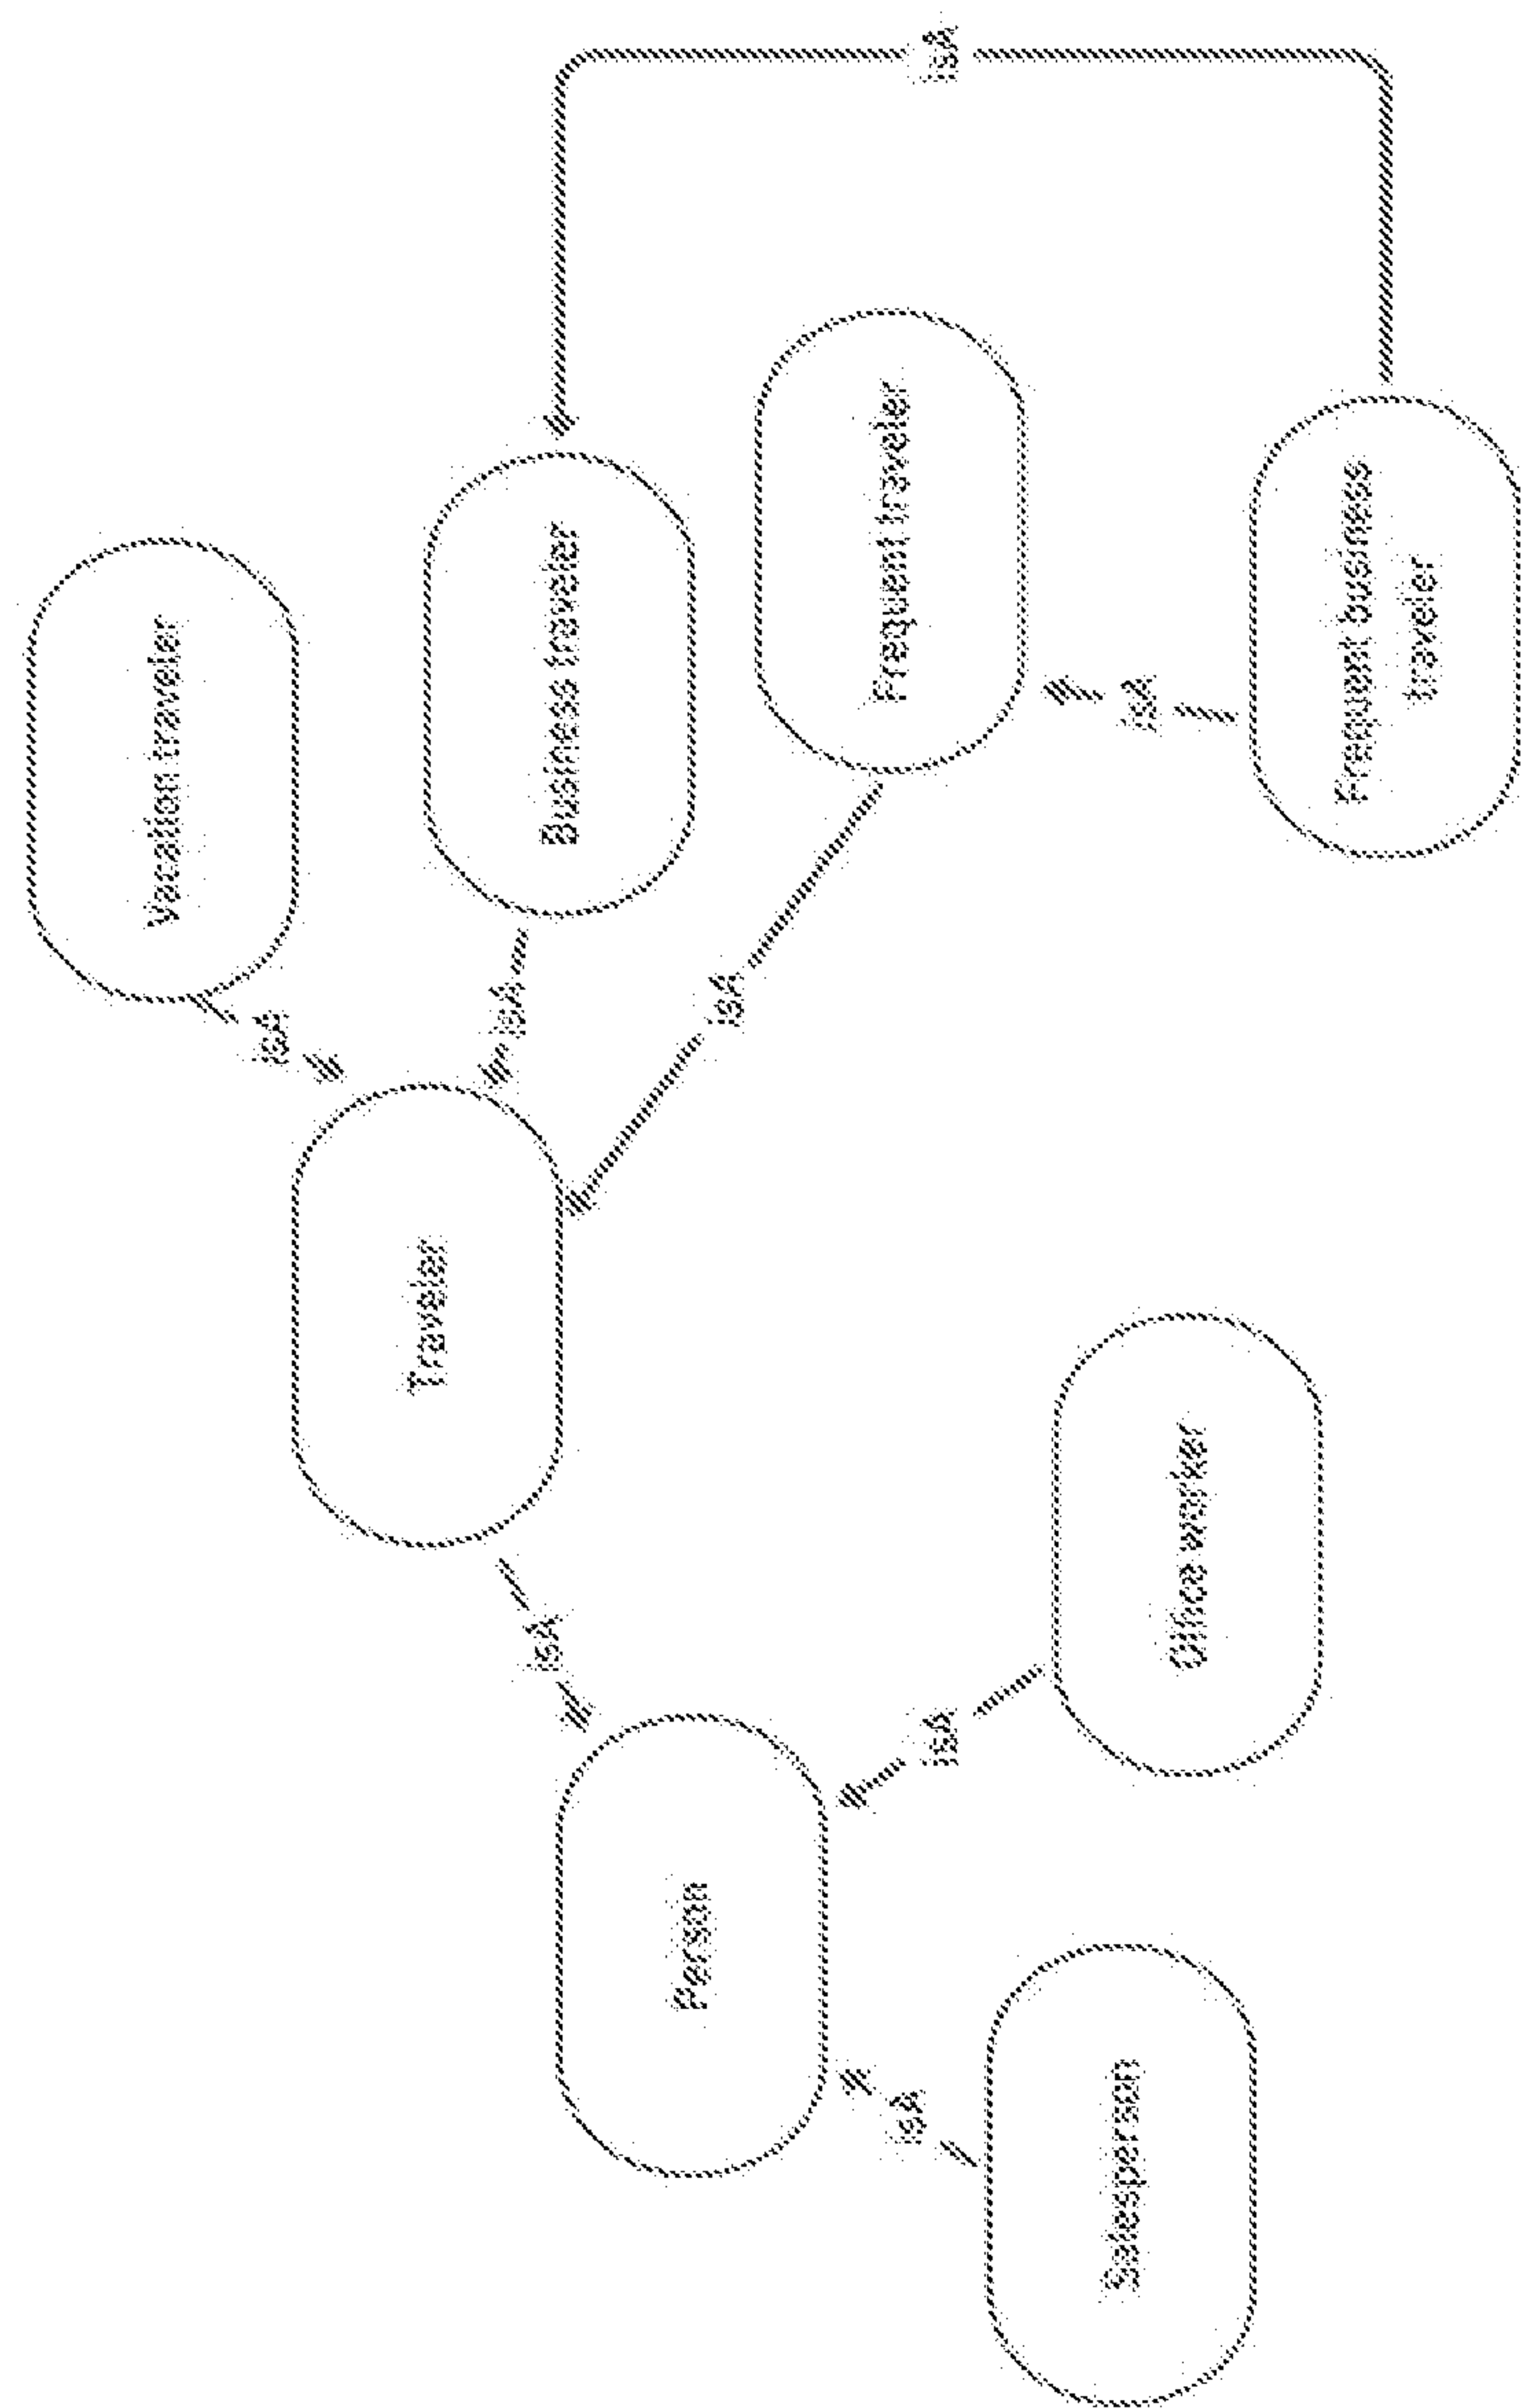 Vacation traveler
isA
Business traveler
isA
isA
Traveler
isA
Frequent traveler
isA
isA
Person
isA
Frequent business
traveler
Office worker
isA
Salesperson